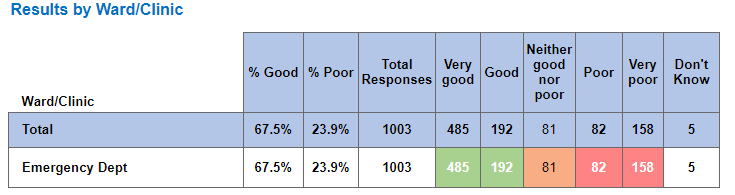 Results by Ward/Clinic
Ward/Clinic % Good % Poor Total Responses Very good Good Neither good nor poor Poor Very poor Don't Know
Total 67.5% 23.9% 1003 485 192 81 82 158 5
Emergency Dept 67.5% 23.9% 1003 485 192 81 82 158 5